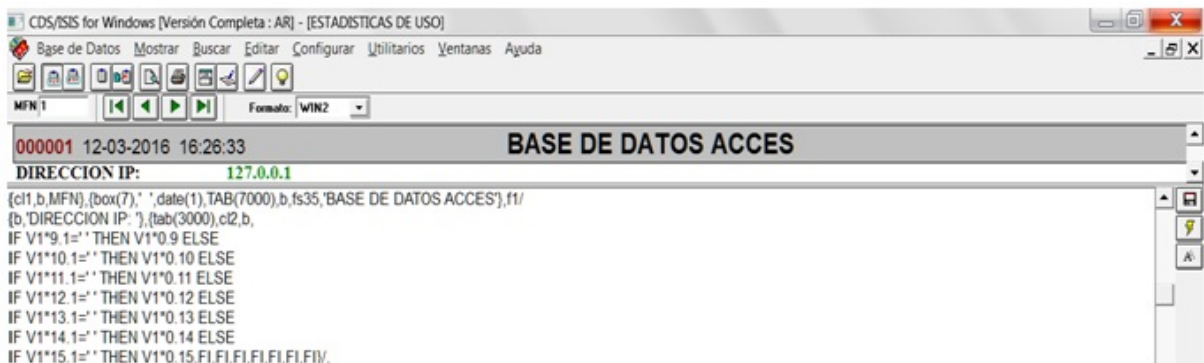 CDS/ISIS for Windows [Versión Completa : AR] - [ESTADISTICAS DE USO]
Base de Datos Mostrar Buscar Editar Configurar Utilitarios Ventanas Ayuda
MFN 1 Formato: WIN2
000001 12-03-2016 16:26:33 BASE DE DATOS ACCES
DIRECCION IP: 127.0.0.1
{cl1,b,MFN},{box(7),' ',date(1),TAB(7000),b,fs35,'BASE DE DATOS ACCES'},f1/
{b,'DIRECCION IP: '},{tab(3000),cl2,b,
IF V1*9.1=' ' THEN V1*0.9 ELSE
IF V1*10.1=' ' THEN V1*0.10 ELSE
IF V1*11.1=' ' THEN V1*0.11 ELSE
IF V1*12.1=' ' THEN V1*0.12 ELSE
IF V1*13.1=' ' THEN V1*0.13 ELSE
IF V1*14.1=' ' THEN V1*0.14 ELSE
IF V1*15.1=' ' THEN V1*0.15,FI,FI,FI,FI,FI,FI,FI}/,